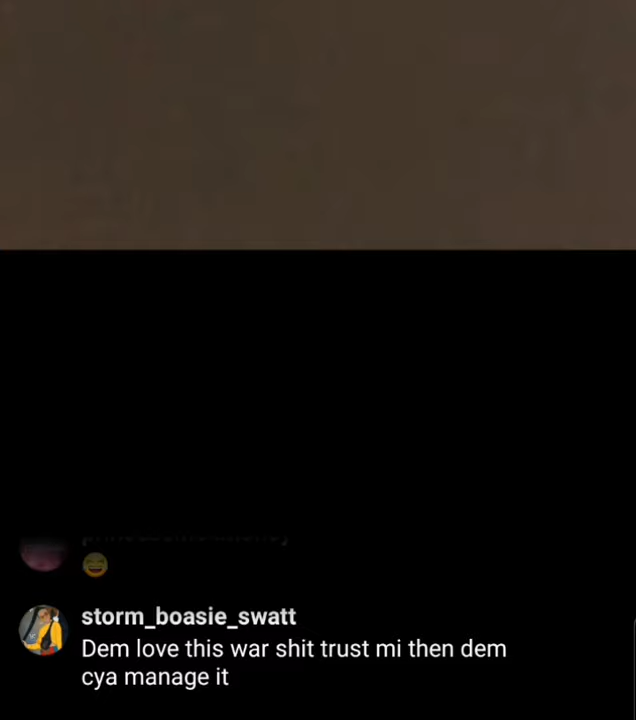 😆
storm_boasie_swatt
Dem love this war shit trust mi then dem
cya manage it